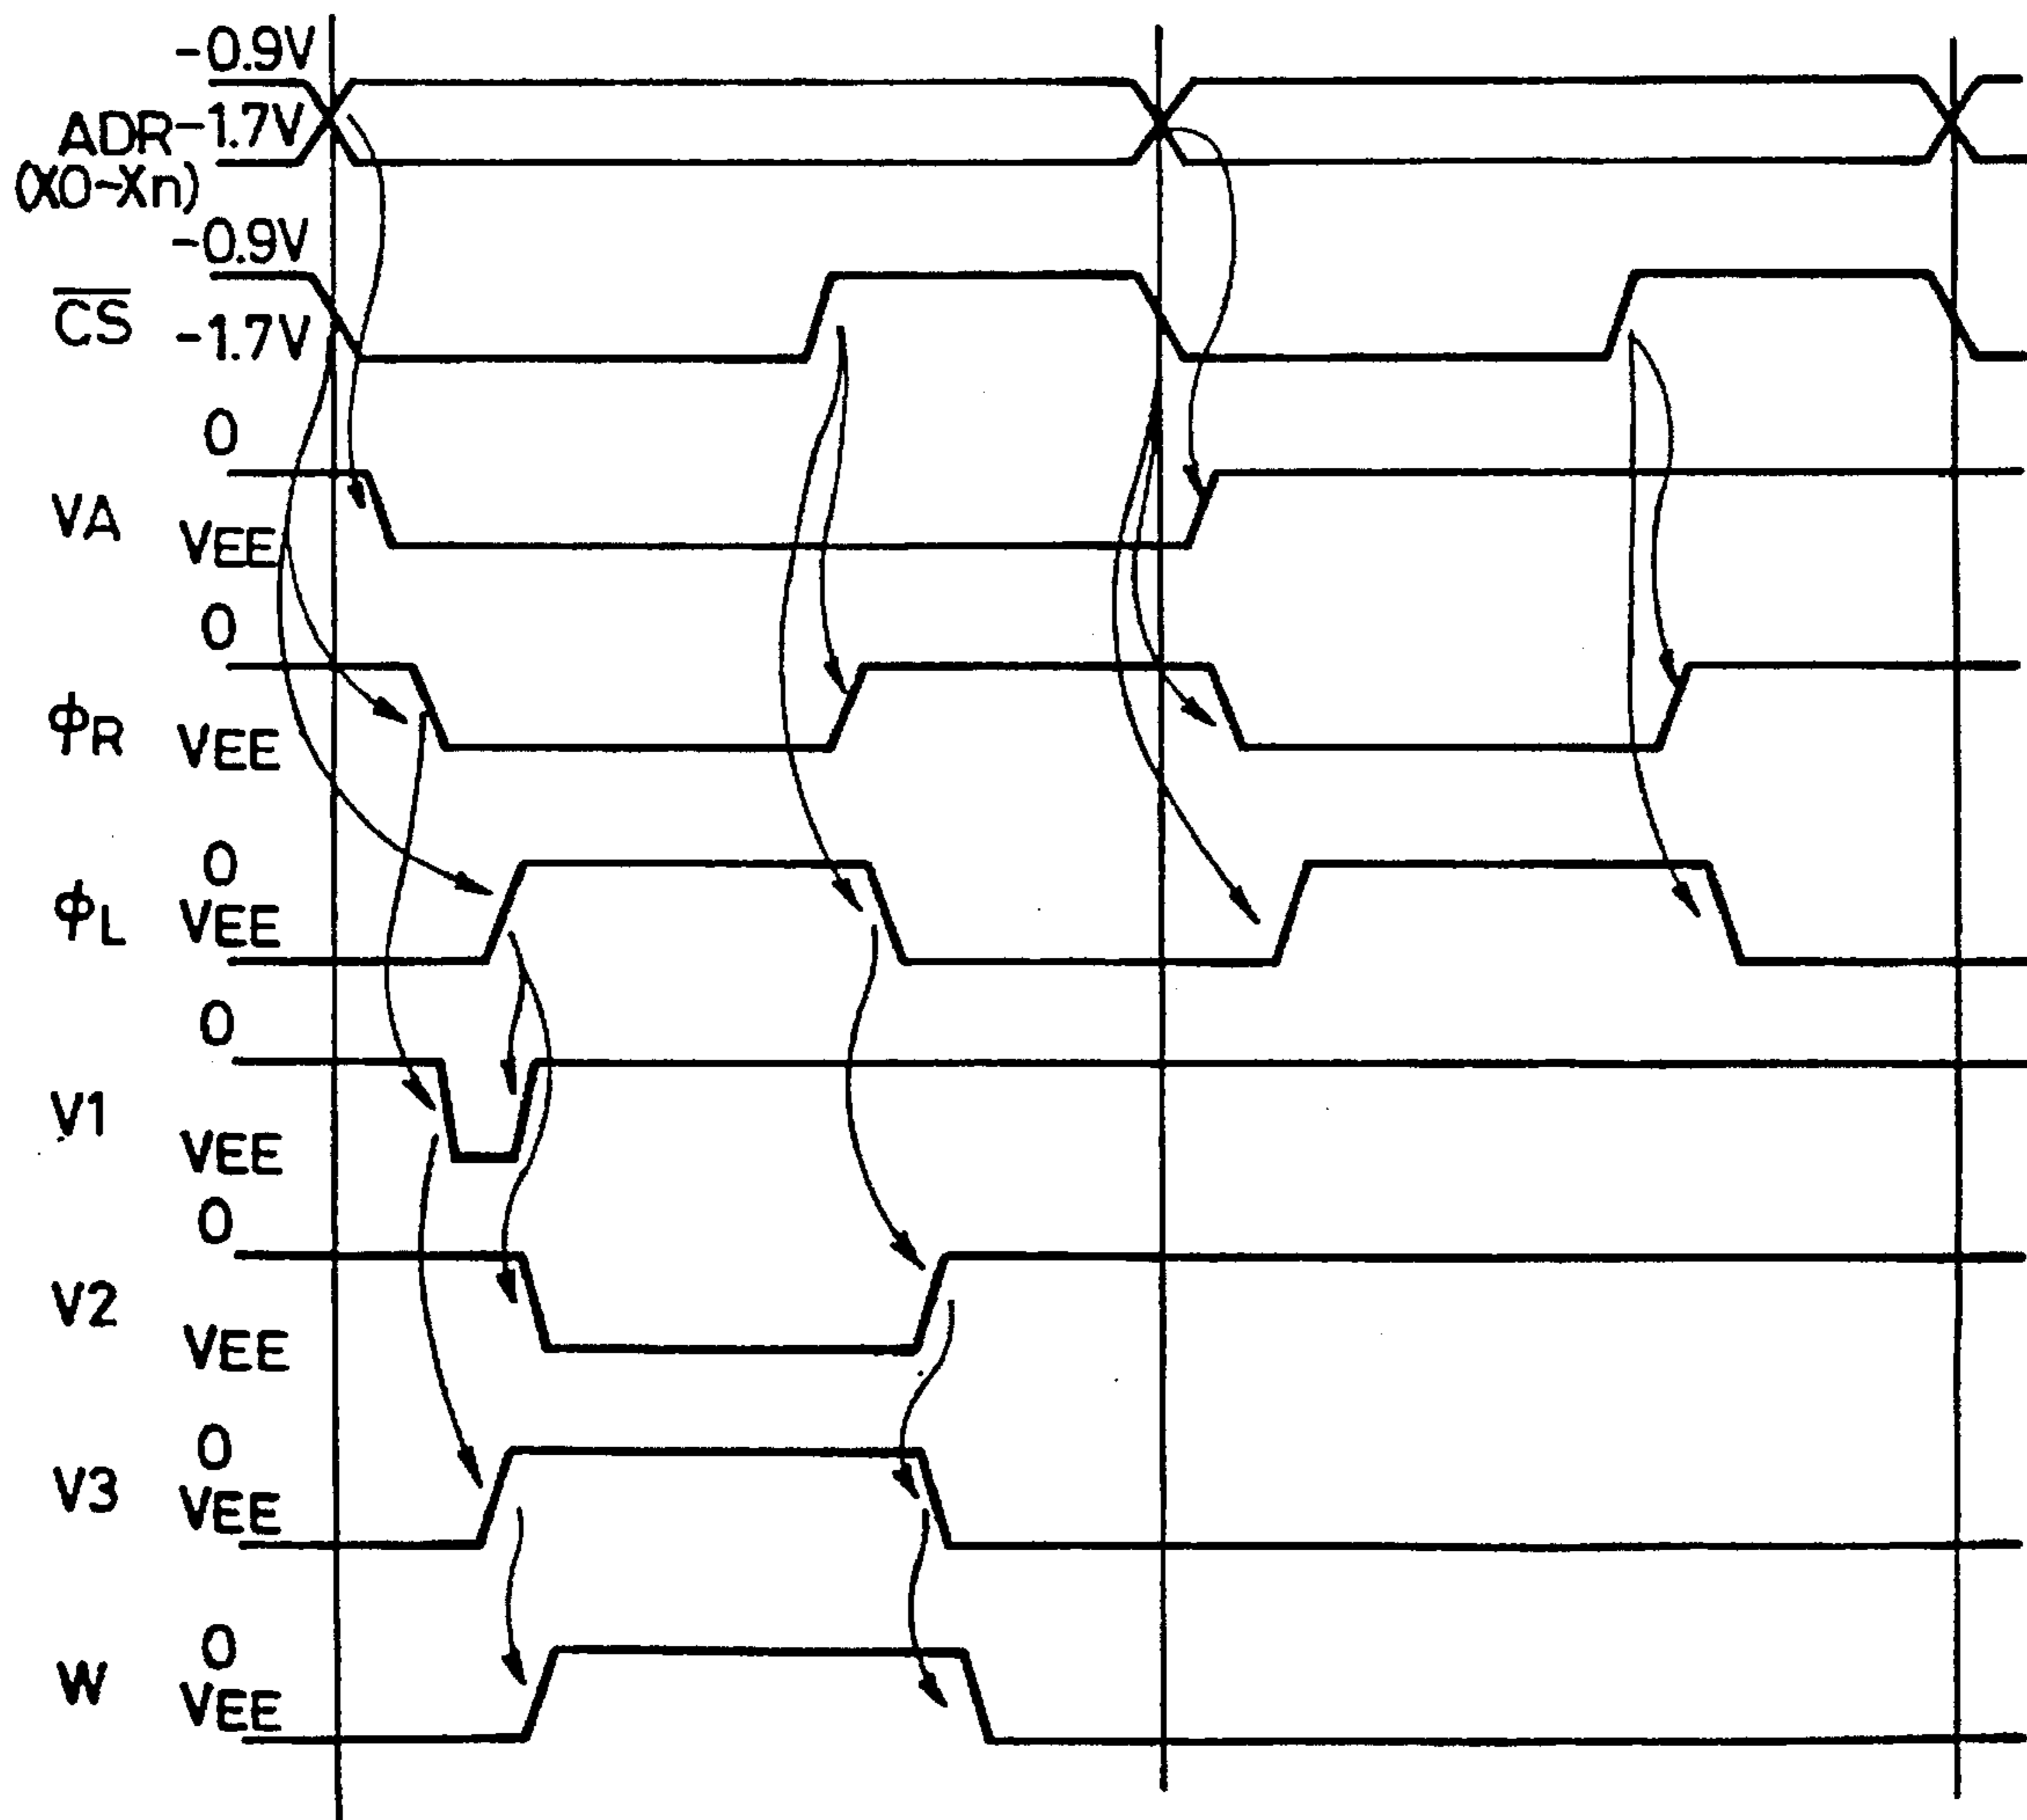 -0.9V
ADR -1.7V
(X0~Xn)
-0.9V
C̅S̅ -1.7V
0
VA VEE
0
ϕR VEE
0
ϕL VEE
0
V1 VEE
0
V2 VEE
0
V3 VEE
0
W VEE